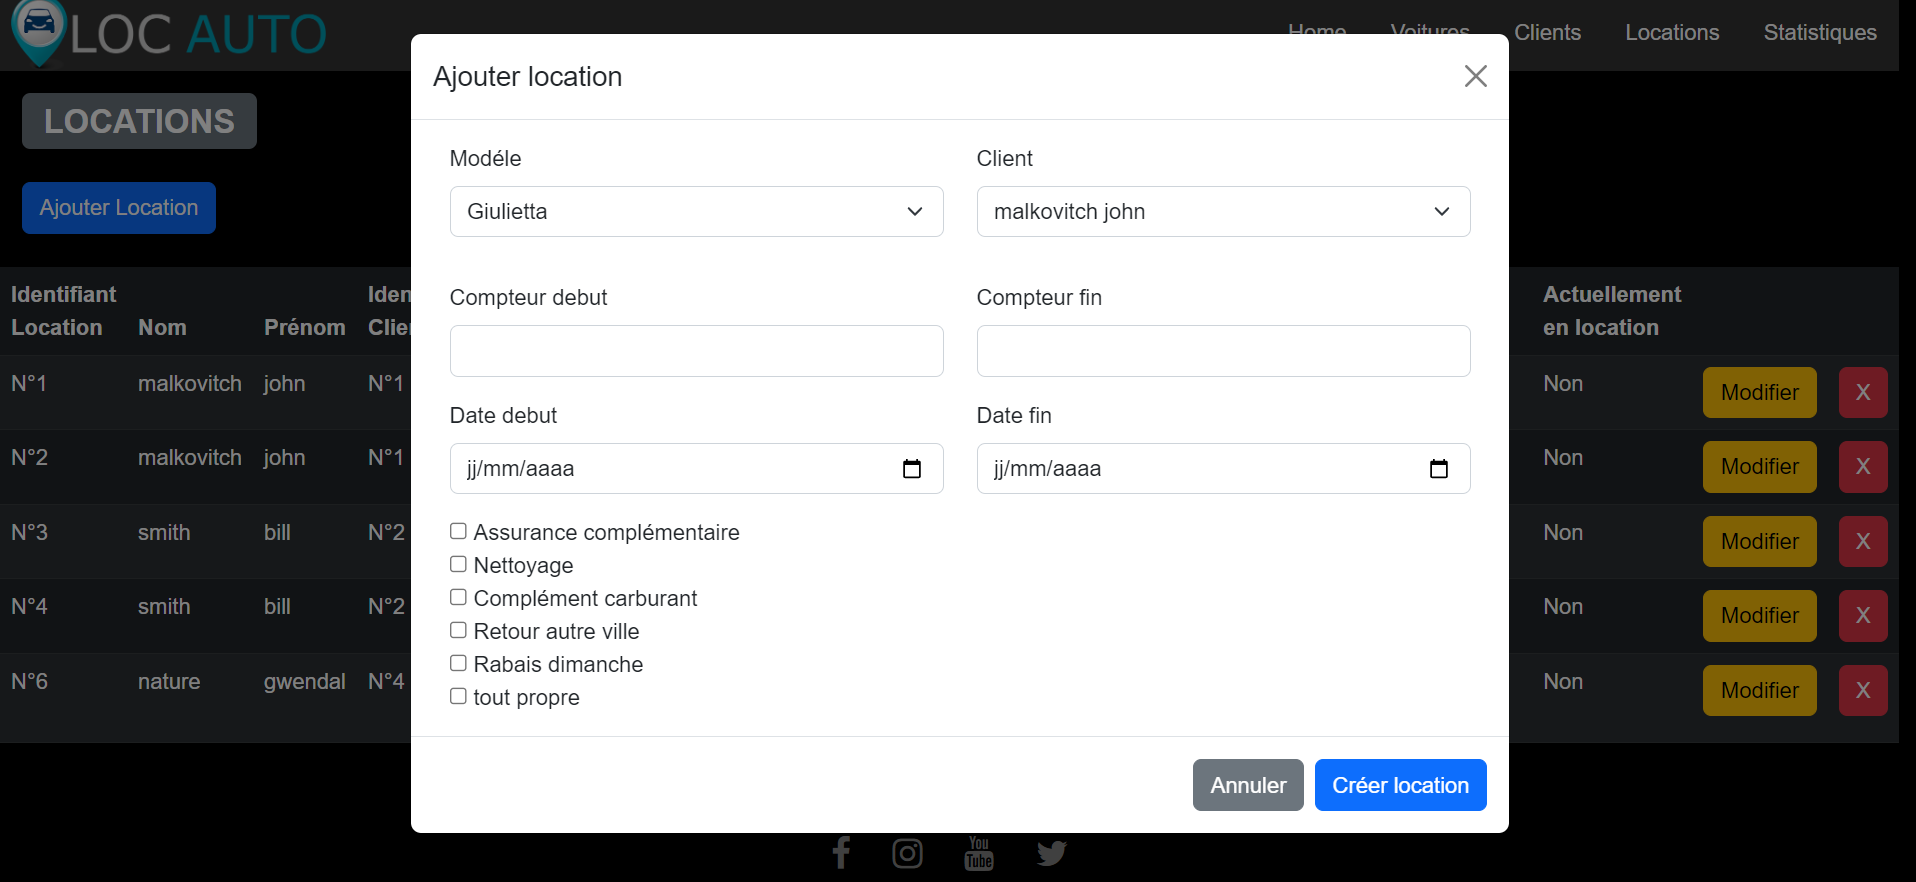 LOC AUTO
Home Voitures Clients Locations Statistiques
Ajouter location
LOCATIONS
Ajouter Location
Modéle Client
Giulietta malkovitch john
Compteur debut Compteur fin
Date debut Date fin
jj/mm/aaaa jj/mm/aaaa
Assurance complémentaire
Nettoyage
Complément carburant
Retour autre ville
Rabais dimanche
tout propre
Annuler Créer location
Identifiant Iden Actuellement
Location Nom Prénom Clie en location
N°1 malkovitch john N°1 Non Modifier X
N°2 malkovitch john N°1 Non Modifier X
N°3 smith bill N°2 Non Modifier X
N°4 smith bill N°2 Non Modifier X
N°6 nature gwendal N°4 Non Modifier X
You
Tube